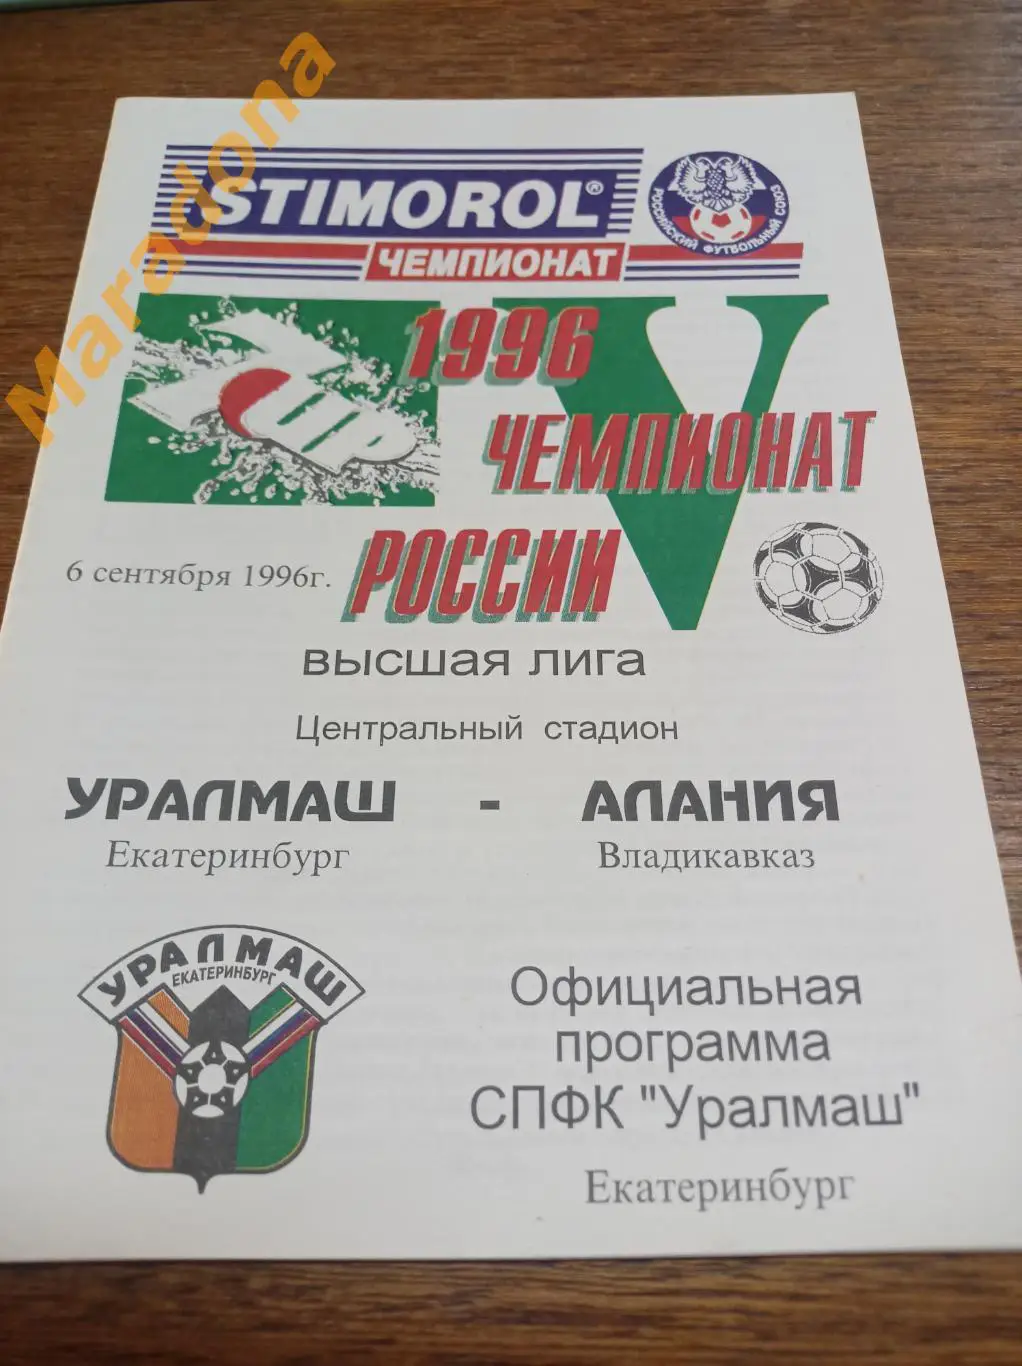 Maradona
STIMOROL®
ЧЕМПИОНАТ
РОССИЙСКИЙ ФУТБОЛЬНЫЙ СОЮЗ
7UP
V
1996
ЧЕМПИОНАТ
РОССИИ
6 сентября 1996г.
ВЫСШАЯ ЛИГА
Центральный стадион
УРАЛМАШ - АЛАНИЯ
Екатеринбург Владикавказ
УРАЛМАШ
ЕКАТЕРИНБУРГ
Официальная
программа
СПФК "Уралмаш"
Екатеринбург